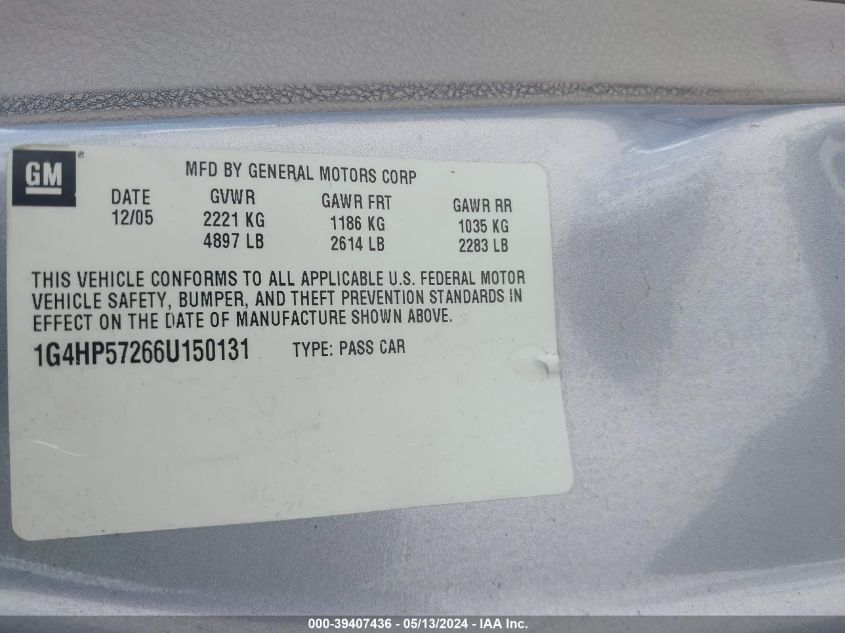 GM®
MFD BY GENERAL MOTORS CORP
DATE GVWR GAWR FRT GAWR RR
12/05 2221 KG 1186 KG 1035 KG
4897 LB 2614 LB 2283 LB
THIS VEHICLE CONFORMS TO ALL APPLICABLE U.S. FEDERAL MOTOR
VEHICLE SAFETY, BUMPER, AND THEFT PREVENTION STANDARDS IN
EFFECT ON THE DATE OF MANUFACTURE SHOWN ABOVE.
1G4HP57266U150131 TYPE: PASS CAR
000-39407436 - 05/13/2024 - IAA Inc.